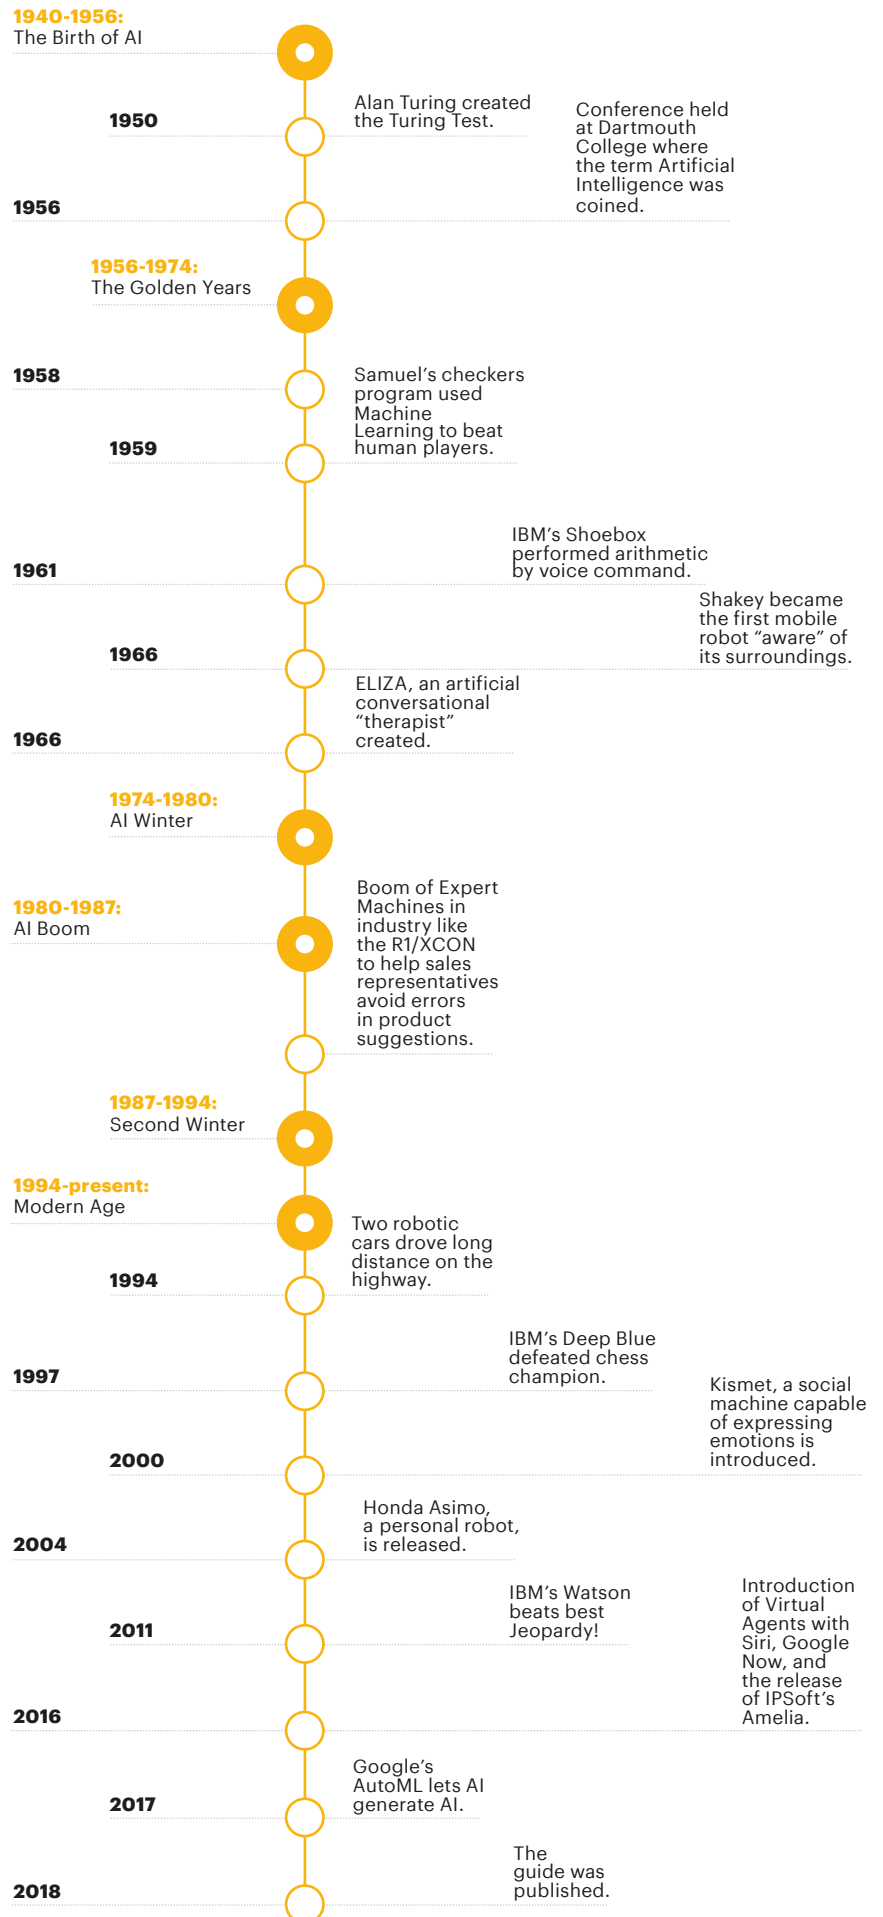 1940-1956:
The Birth of AI
1950
Alan Turing created
the Turing Test.
1956
Conference held
at Dartmouth
College where
the term Artificial
Intelligence was
coined.
1956-1974:
The Golden Years
1958
1959
Samuel’s checkers
program used
Machine
Learning to beat
human players.
1961
IBM’s Shoebox
performed arithmetic
by voice command.
1966
Shakey became
the first mobile
robot “aware” of
its surroundings.
1966
ELIZA, an artificial
conversational
“therapist”
created.
1974-1980:
AI Winter
1980-1987:
AI Boom
Boom of Expert
Machines in
industry like
the R1/XCON
to help sales
representatives
avoid errors
in product
suggestions.
1987-1994:
Second Winter
1994-present:
Modern Age
1994
Two robotic
cars drove long
distance on the
highway.
1997
IBM’s Deep Blue
defeated chess
champion.
2000
Kismet, a social
machine capable
of expressing
emotions is
introduced.
2004
Honda Asimo,
a personal robot,
is released.
2011
IBM’s Watson
beats best
Jeopardy!
2016
Introduction
of Virtual
Agents with
Siri, Google
Now, and
the release
of IPSoft’s
Amelia.
2017
Google’s
AutoML lets AI
generate AI.
2018
The
guide was
published.